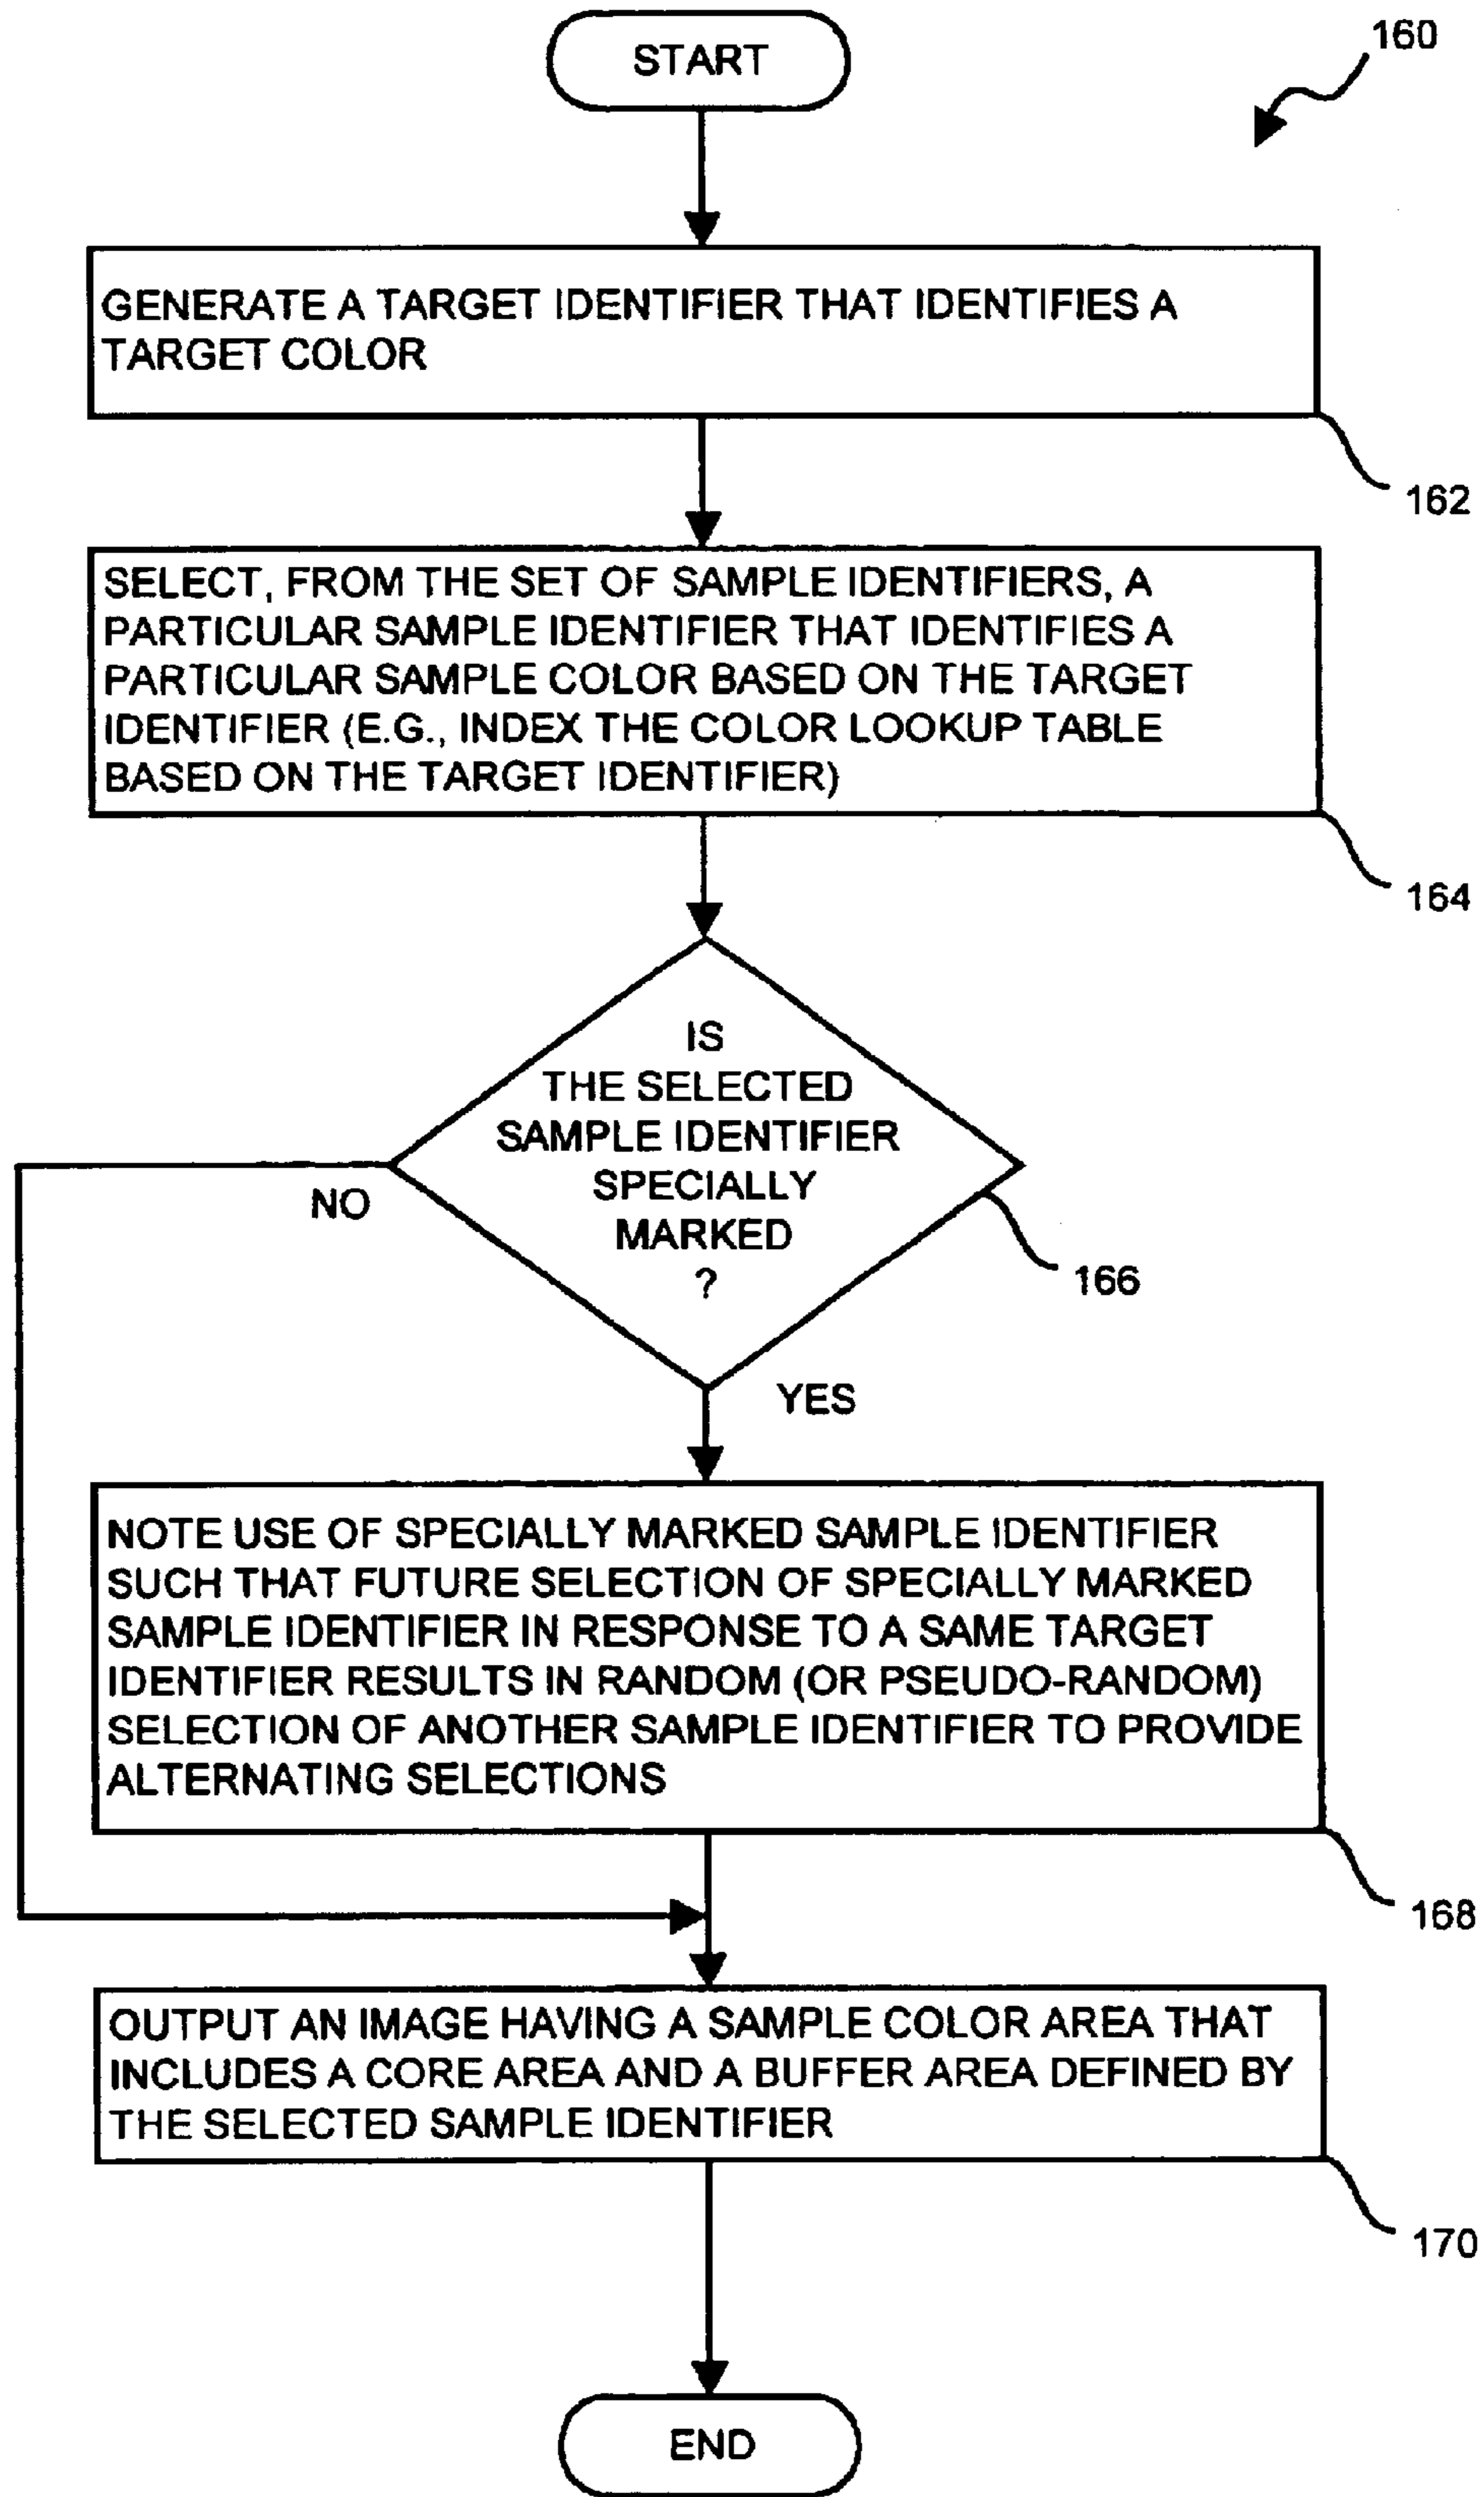 START
160
GENERATE A TARGET IDENTIFIER THAT IDENTIFIES A
TARGET COLOR
162
SELECT, FROM THE SET OF SAMPLE IDENTIFIERS, A
PARTICULAR SAMPLE IDENTIFIER THAT IDENTIFIES A
PARTICULAR SAMPLE COLOR BASED ON THE TARGET
IDENTIFIER (E.G., INDEX THE COLOR LOOKUP TABLE
BASED ON THE TARGET IDENTIFIER)
164
IS
THE SELECTED
SAMPLE IDENTIFIER
SPECIALLY
MARKED
?
NO
166
YES
NOTE USE OF SPECIALLY MARKED SAMPLE IDENTIFIER
SUCH THAT FUTURE SELECTION OF SPECIALLY MARKED
SAMPLE IDENTIFIER IN RESPONSE TO A SAME TARGET
IDENTIFIER RESULTS IN RANDOM (OR PSEUDO-RANDOM)
SELECTION OF ANOTHER SAMPLE IDENTIFIER TO PROVIDE
ALTERNATING SELECTIONS
168
OUTPUT AN IMAGE HAVING A SAMPLE COLOR AREA THAT
INCLUDES A CORE AREA AND A BUFFER AREA DEFINED BY
THE SELECTED SAMPLE IDENTIFIER
170
END